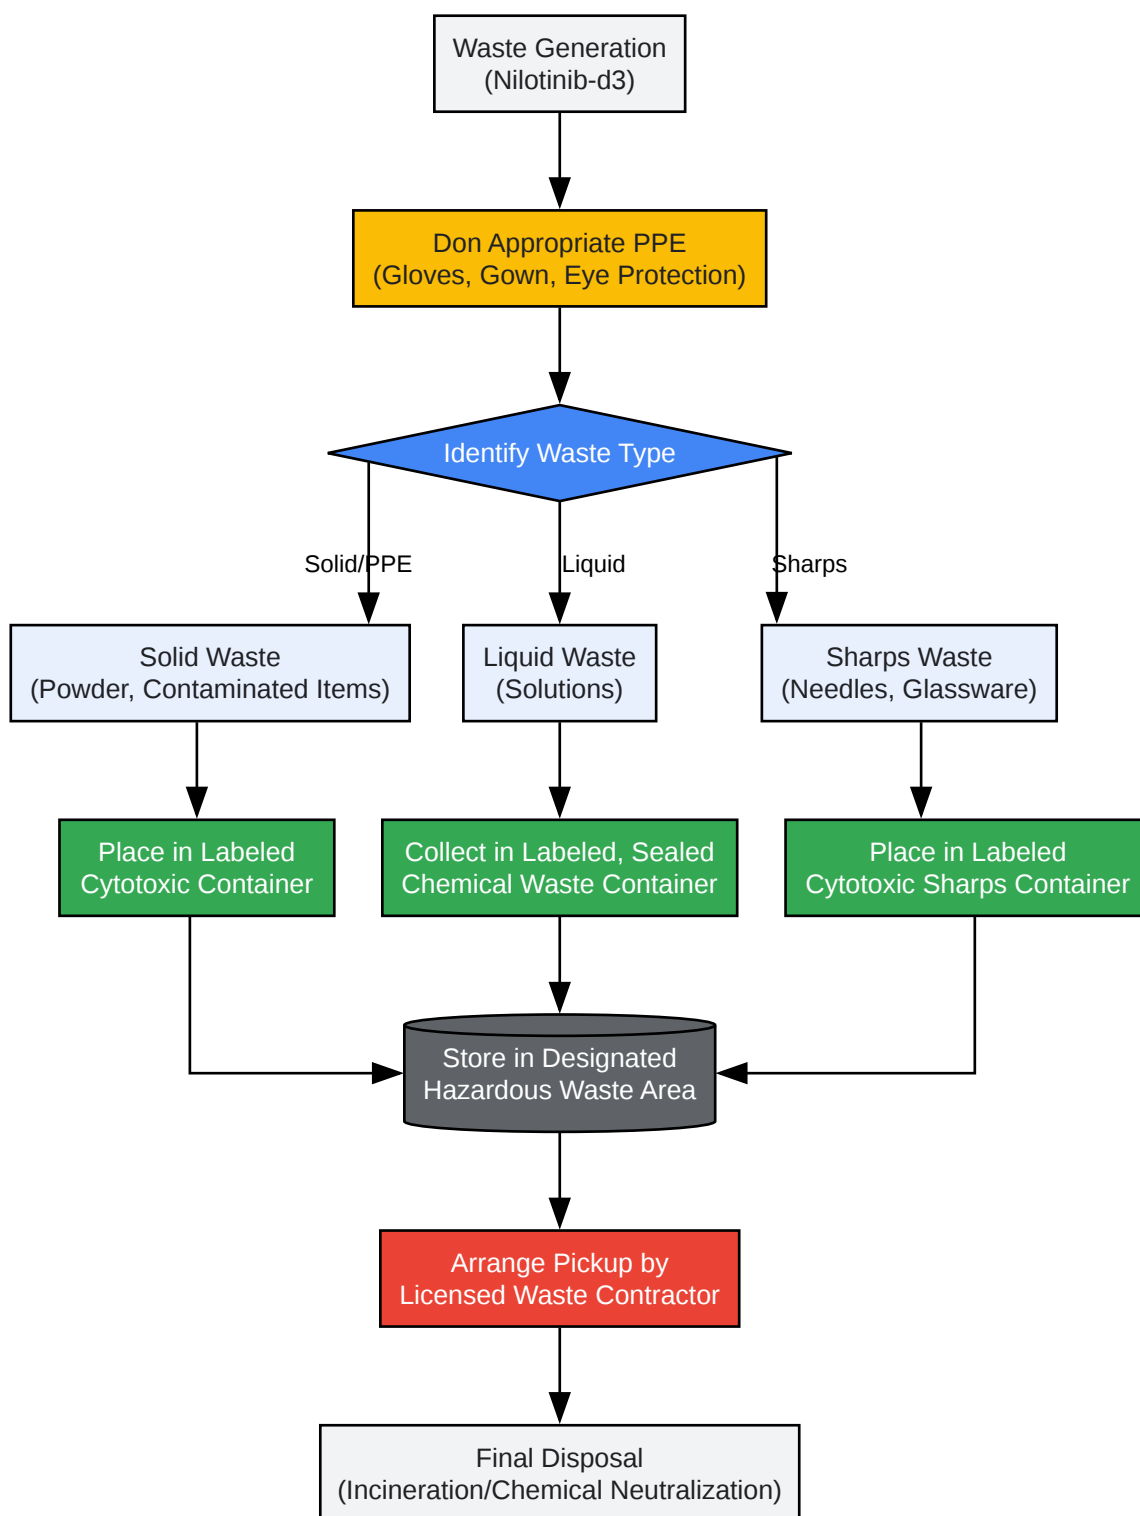 Waste Generation
(Nilotinib-d3)
Don Appropriate PPE
(Gloves, Gown, Eye Protection)
Identify Waste Type
Solid/PPE
Liquid
Sharps
Solid Waste
(Powder, Contaminated Items)
Liquid Waste
(Solutions)
Sharps Waste
(Needles, Glassware)
Place in Labeled
Cytotoxic Container
Collect in Labeled, Sealed
Chemical Waste Container
Place in Labeled
Cytotoxic Sharps Container
Store in Designated
Hazardous Waste Area
Arrange Pickup by
Licensed Waste Contractor
Final Disposal
(Incineration/Chemical Neutralization)